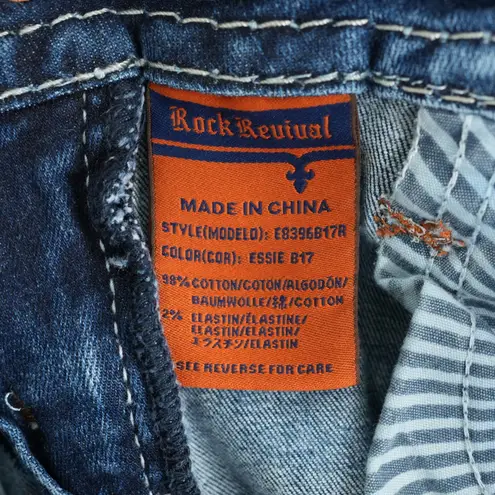 Rock Revival
MADE IN CHINA
STYLE(MODELO): E8396B17R
COLOR(COR): ESSIE B17
98% COTTON/COTON/ALGODÓN/
BAUMWOLLE/綿/COTTON
2% ELASTIN/ÉLASTINE/
ELASTIN/ELASTIN/
エラスチン/ELASTIN
SEE REVERSE FOR CARE